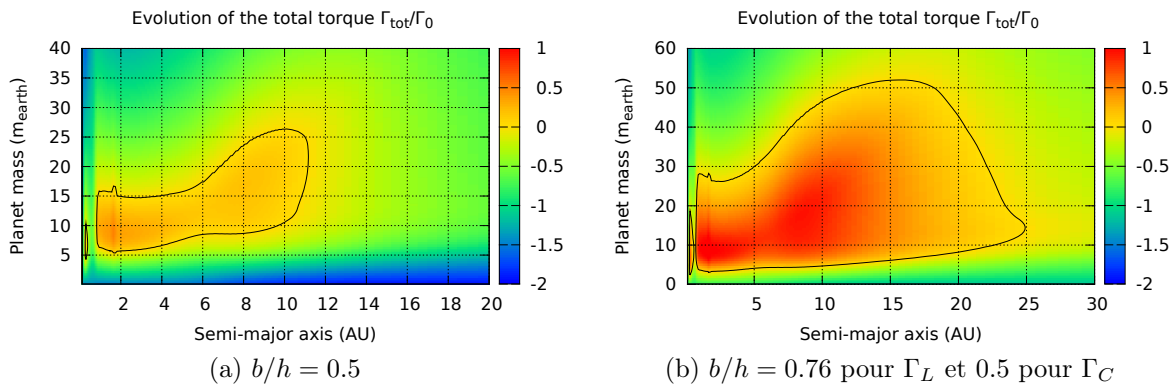 Evolution of the total torque Γtot/Γ0
Planet mass (mearth)
40
35
30
25
20
15
10
5
2 4 6 8 10 12 14 16 18 20
Semi-major axis (AU)
1
0.5
0
-0.5
-1
-1.5
-2
(a) b/h = 0.5
Evolution of the total torque Γtot/Γ0
Planet mass (mearth)
60
50
40
30
20
10
0
5 10 15 20 25 30
Semi-major axis (AU)
1
0.5
0
-0.5
-1
-1.5
-2
(b) b/h = 0.76 pour ΓL et 0.5 pour ΓC